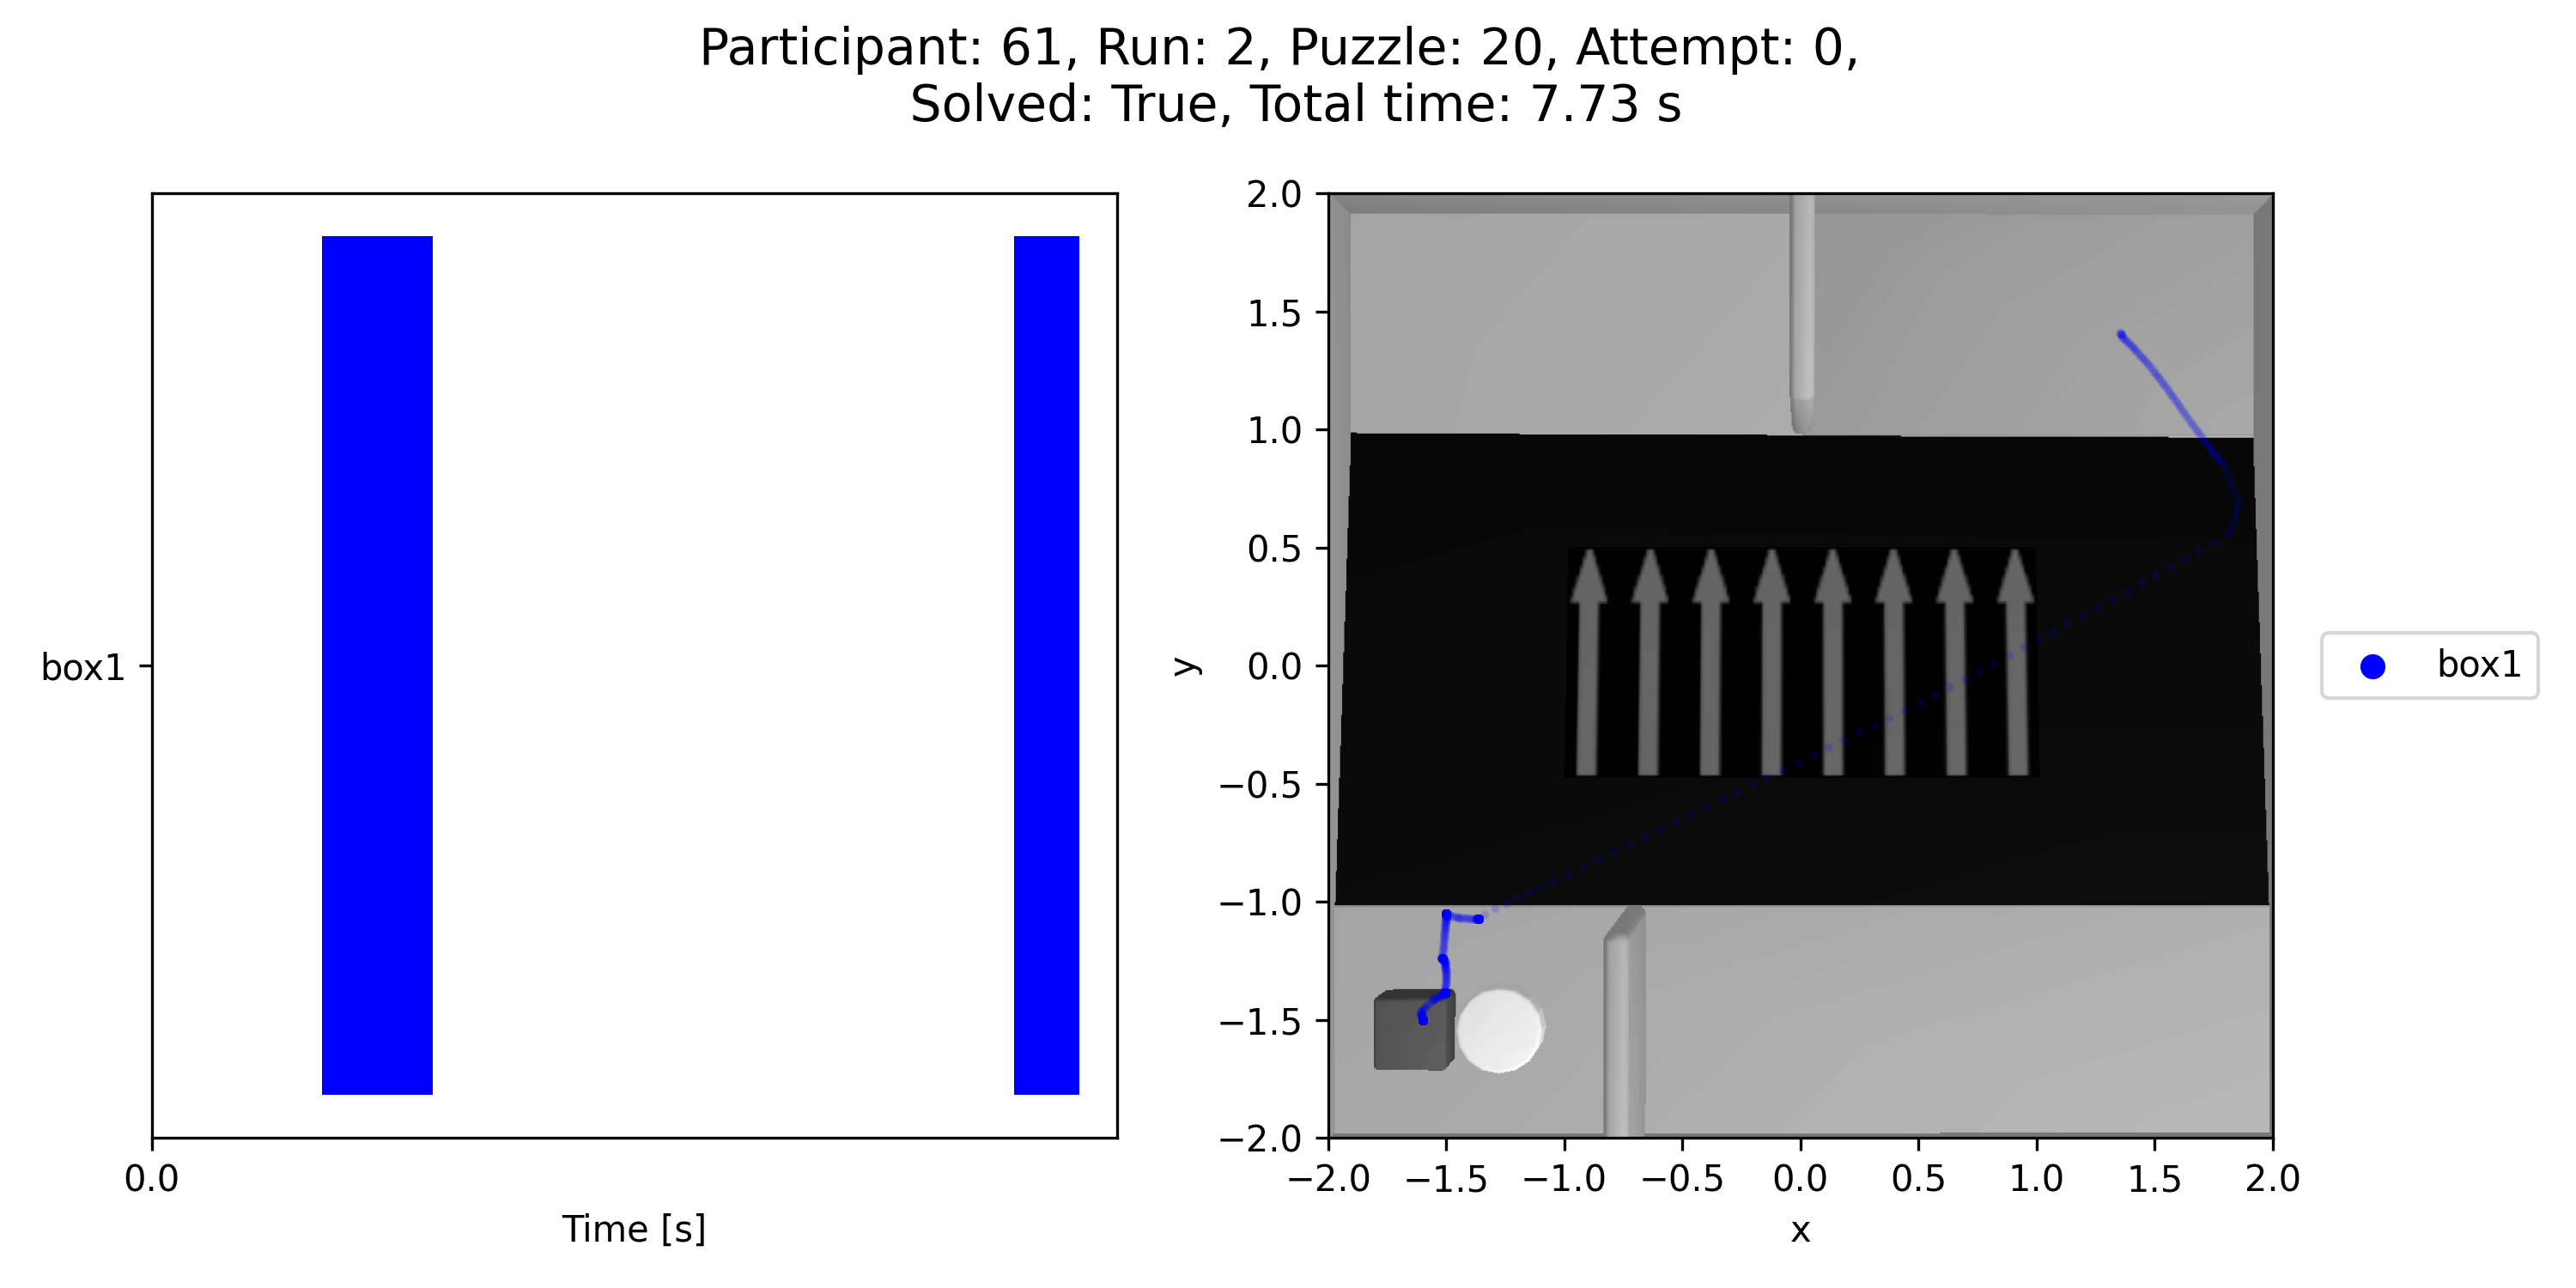 Participant: 61, Run: 2, Puzzle: 20, Attempt: 0,
Solved: True, Total time: 7.73 s
box1
0.0
Time [s]
2.0
1.5
1.0
0.5
0.0
−0.5
−1.0
−1.5
−2.0
y
−2.0 −1.5 −1.0 −0.5 0.0 0.5 1.0 1.5 2.0
x
box1